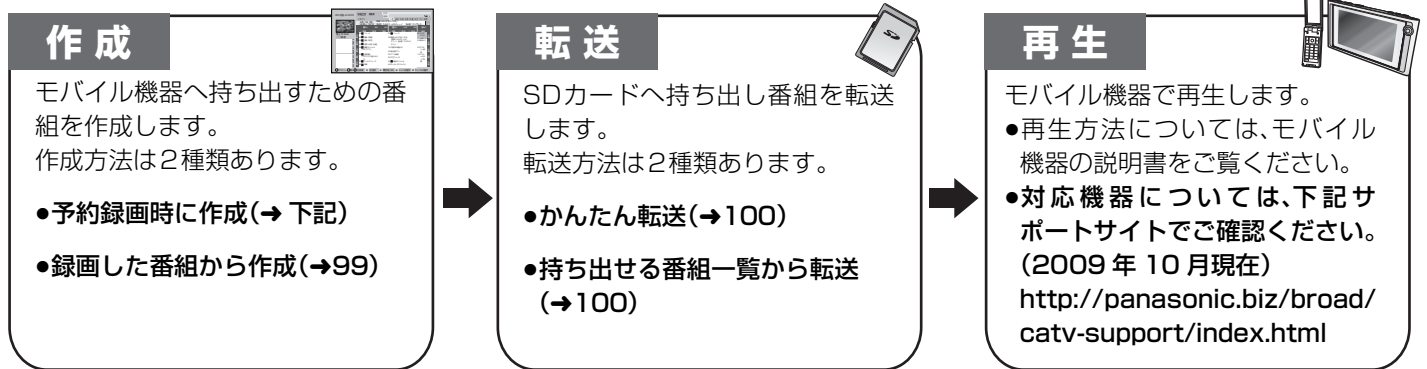 作成
モバイル機器へ持ち出すための番
組を作成します。
作成方法は2種類あります。
●予約録画時に作成(➜ 下記)
●録画した番組から作成(➜99)
転送
SDカードへ持ち出し番組を転送
します。
転送方法は2種類あります。
●かんたん転送(➜100)
●持ち出せる番組一覧から転送
(➜100)
再生
モバイル機器で再生します。
●再生方法については、モバイル
機器の説明書をご覧ください。
●対応機器については、下記サ
ポートサイトでご確認ください。
(2009 年 10 月現在)
http://panasonic.biz/broad/
catv-support/index.html